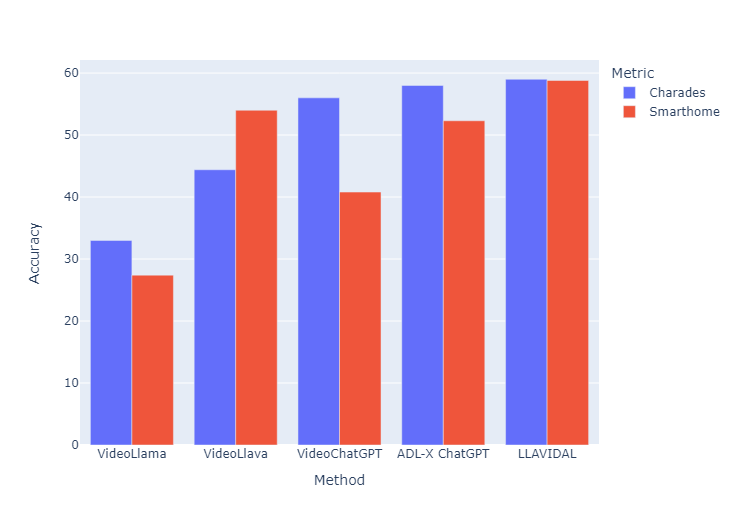 Metric
Charades
Smarthome
60
50
40
30
20
10
0
Accuracy
VideoLlama
VideoLlava
VideoChatGPT
ADL-X ChatGPT
LLAVIDAL
Method